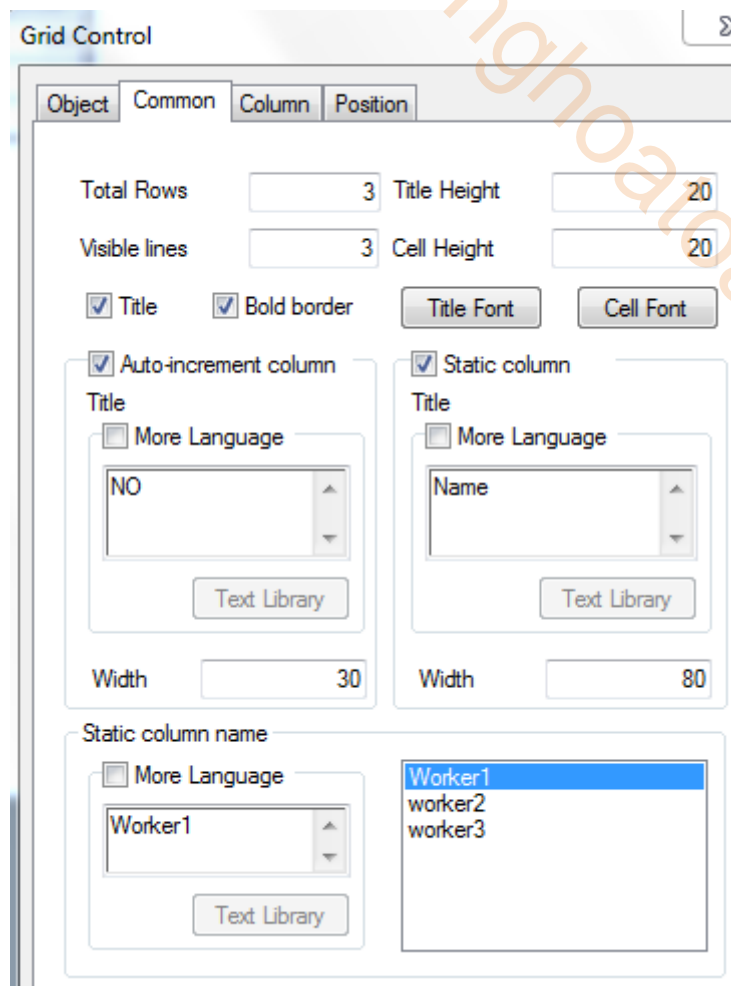 Grid Control
Object Common Column Position
Total Rows 3 Title Height 20
Visible lines 3 Cell Height 20
Title Bold border Title Font Cell Font
Auto-increment column Static column
Title Title
More Language More Language
NO Name
Text Library Text Library
Width 30 Width 80
Static column name
More Language Worker1
worker2
Worker1 worker3
Text Library